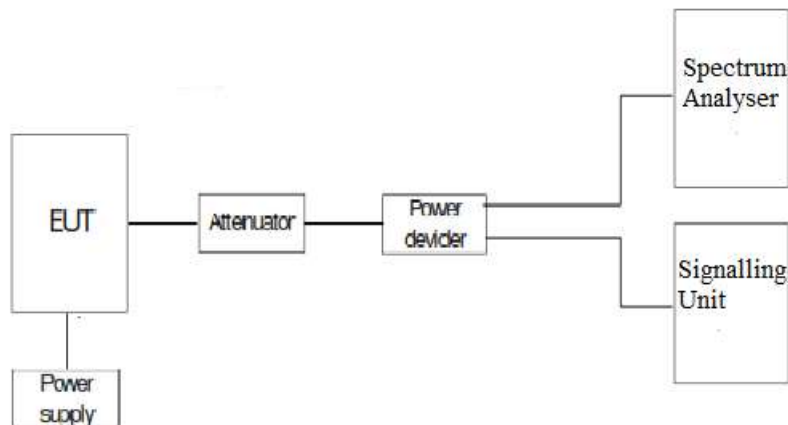 Spectrum
Analyser
EUT
Attenuator
Power
devider
Signalling
Unit
Power
supply